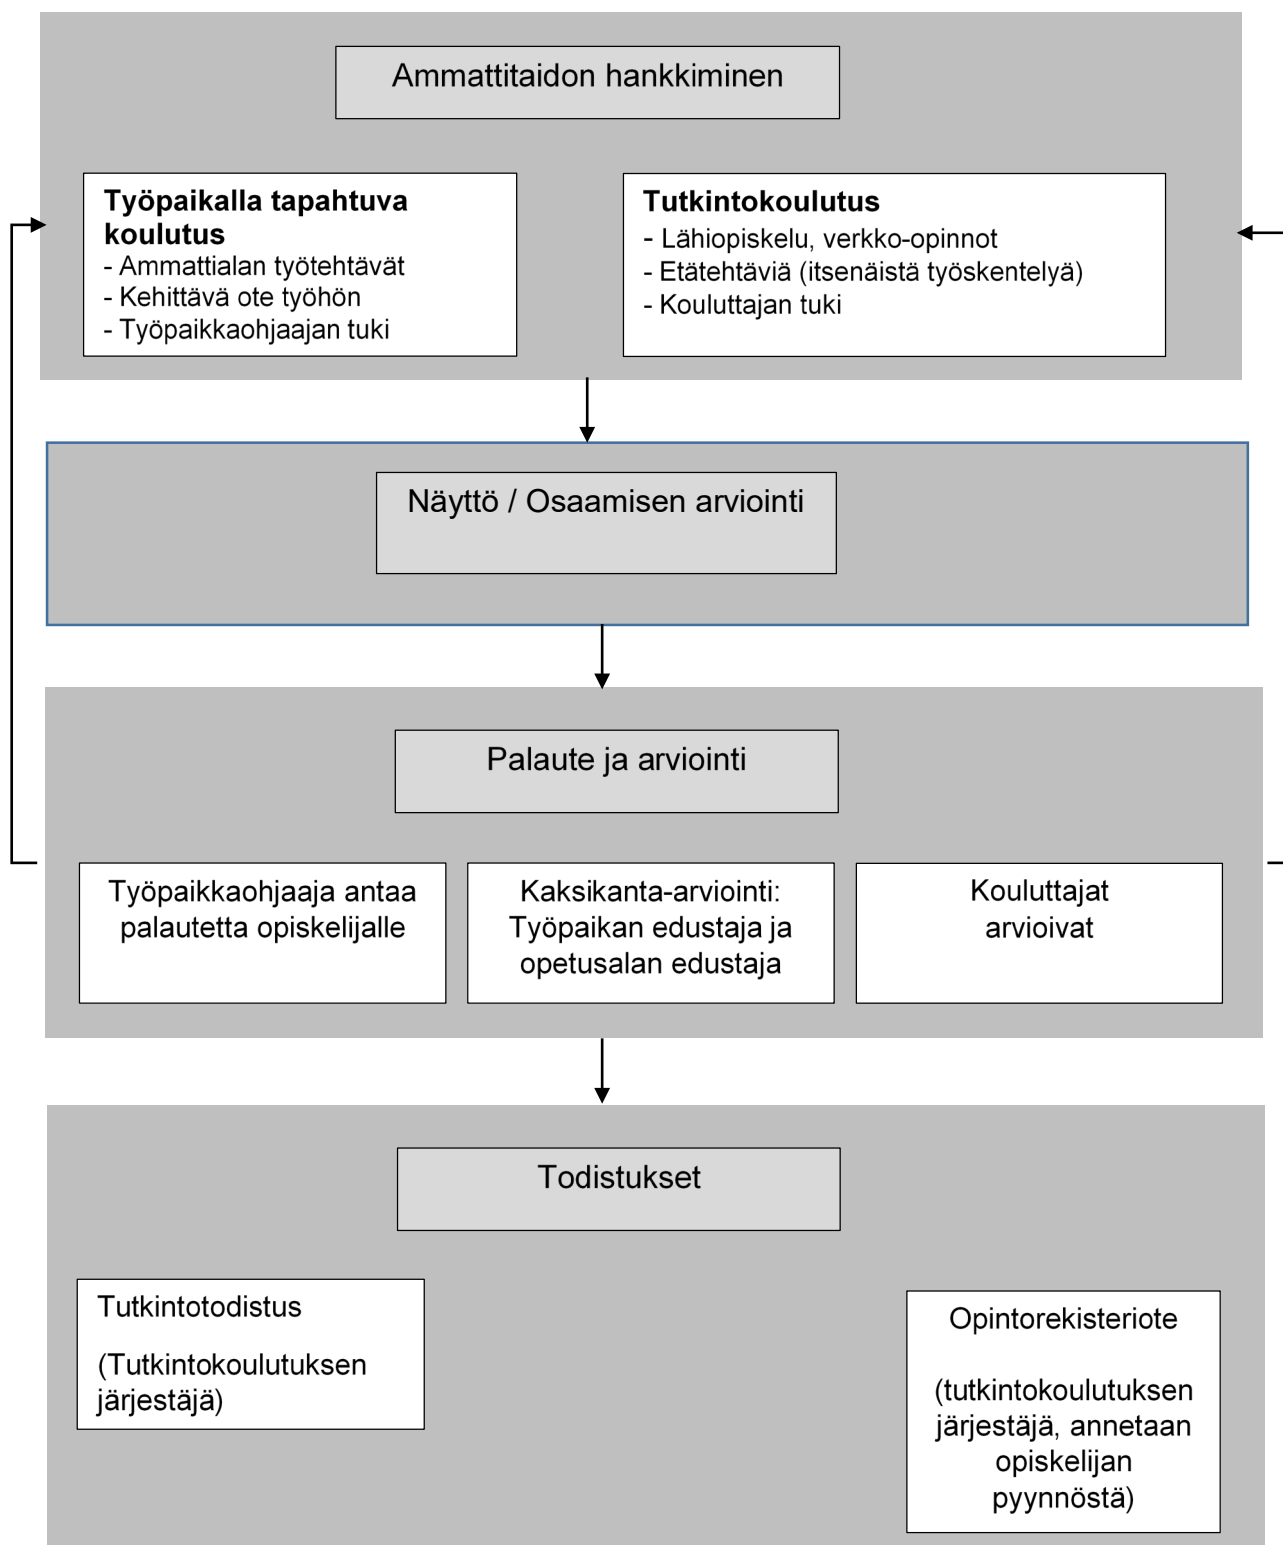 Ammattitaidon hankkiminen
Työpaikalla tapahtuva
koulutus
- Ammattialan työtehtävät
- Kehittävä ote työhön
- Työpaikkaohjaajan tuki
Tutkintokoulutus
- Lähiopiskelu, verkko-opinnot
- Etätehtäviä (itsenäistä työskentelyä)
- Kouluttajan tuki
Näyttö / Osaamisen arviointi
Palaute ja arviointi
Työpaikkaohjaaja antaa
palautetta opiskelijalle
Kaksikanta-arviointi:
Työpaikan edustaja ja
opetusalan edustaja
Kouluttajat
arvioivat
Todistukset
Tutkintotodistus
(Tutkintokoulutuksen
järjestäjä)
Opintorekisteriote
(tutkintokoulutuksen
järjestäjä, annetaan
opiskelijan
pyynnöstä)